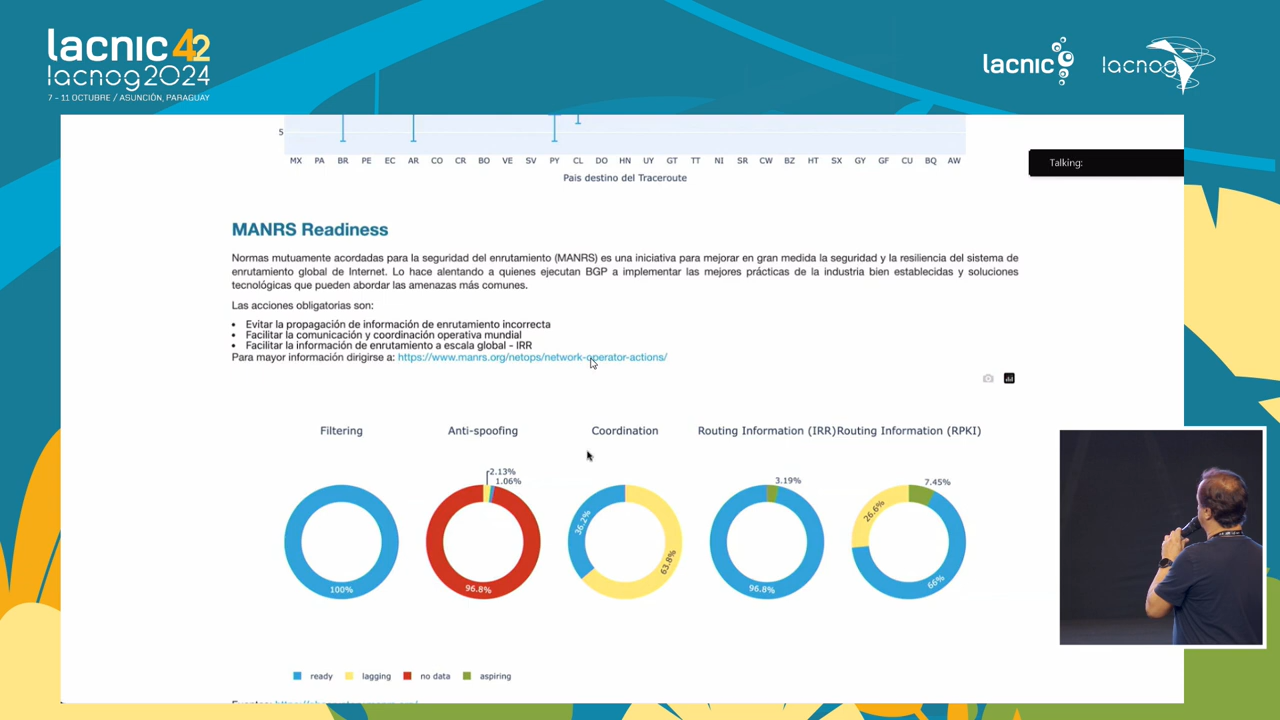 lacnic 42
lacnog2024
7 - 11 OCTUBRE / ASUNCIÓN, PARAGUAY
lacnic
lacnog
5
MX PA BR PE EC AR CO CR BO VE SV PY CL DO HN UY GT TT NI SR CW BZ HT SX GY GF CU BQ AW
Pais destino del Traceroute
Talking:
MANRS Readiness
Normas mutuamente acordadas para la seguridad del enrutamiento (MANRS) es una iniciativa para mejorar en gran medida la seguridad y la resiliencia del sistema de
enrutamiento global de Internet. Lo hace alentando a quienes ejecutan BGP a implementar las mejores prácticas de la industria bien establecidas y soluciones
tecnológicas que pueden abordar las amenazas más comunes.
Las acciones obligatorias son:
• Evitar la propagación de información de enrutamiento incorrecta
• Facilitar la comunicación y coordinación operativa mundial
• Facilitar la información de enrutamiento a escala global - IRR
Para mayor información dirigirse a: https://www.manrs.org/netops/network-operator-actions/
Filtering Anti-spoofing Coordination Routing Information (IRR) Routing Information (RPKI)
2.13%
1.06%
3.19%
7.45%
36.2%
26.6%
63.8%
100%
96.8%
96.8%
66%
ready lagging no data aspiring